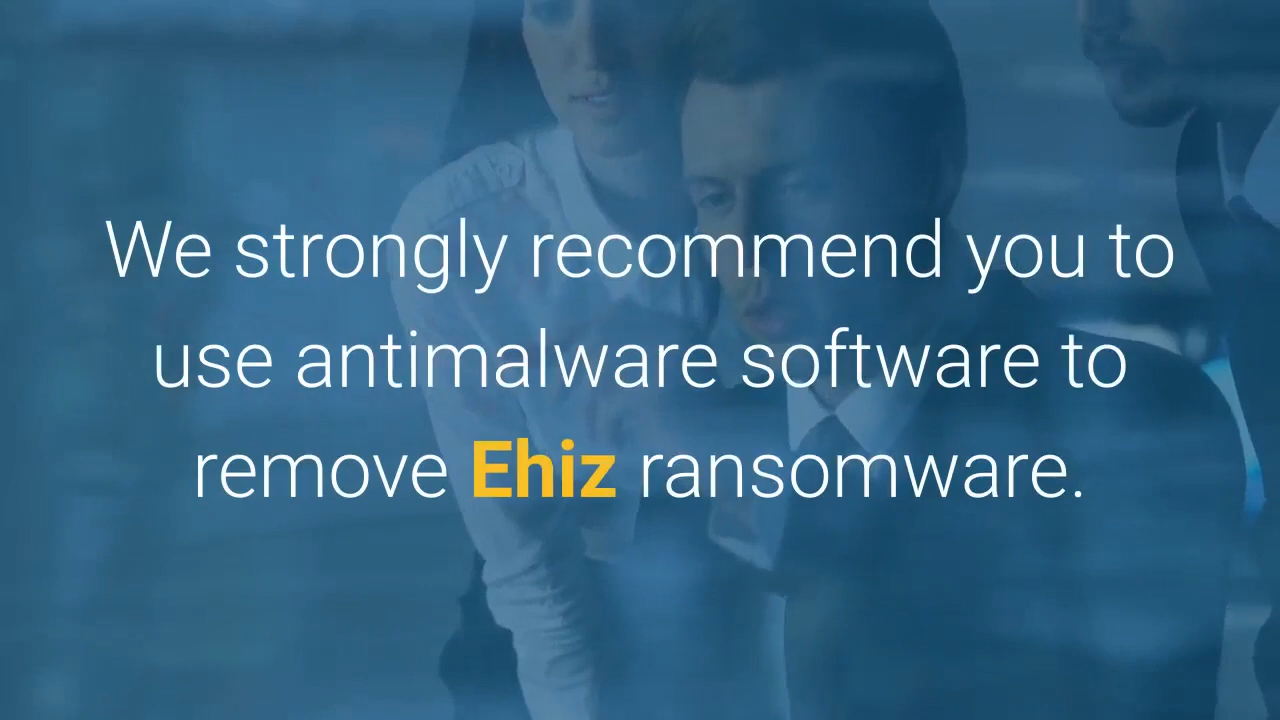 We strongly recommend you to
use antimalware software to
remove Ehiz ransomware.